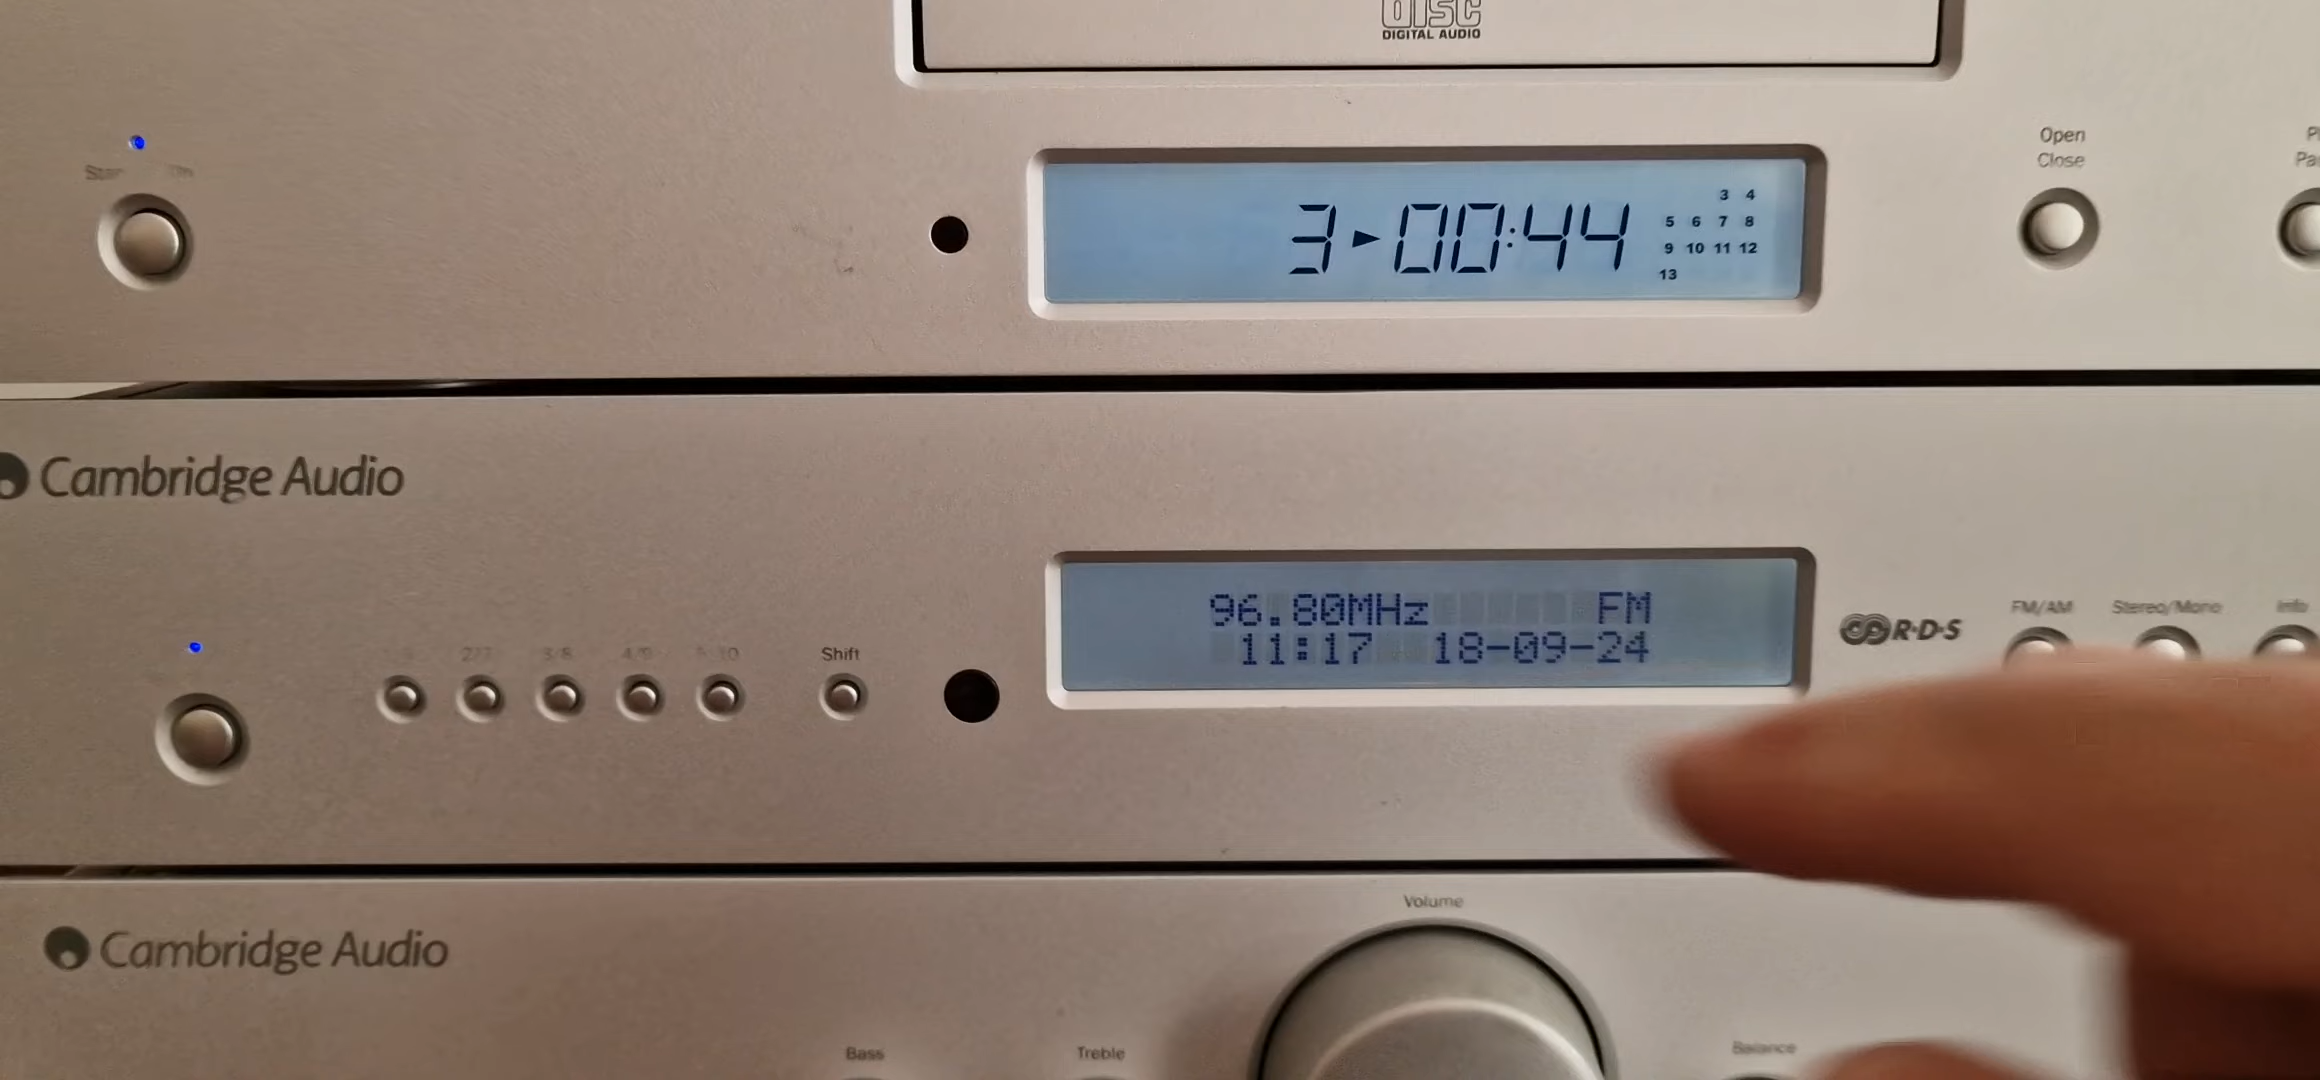 disc
DIGITAL AUDIO
Open
Close
3 ► 00:44
3 4
5 6 7 8
9 10 11 12
13
Cambridge Audio
96.80MHz FM
11:17 18-09-24
R·D·S
FM/AM
Stereo/Mono
Info
Shift
Cambridge Audio
Volume
Bass
Treble
Balance